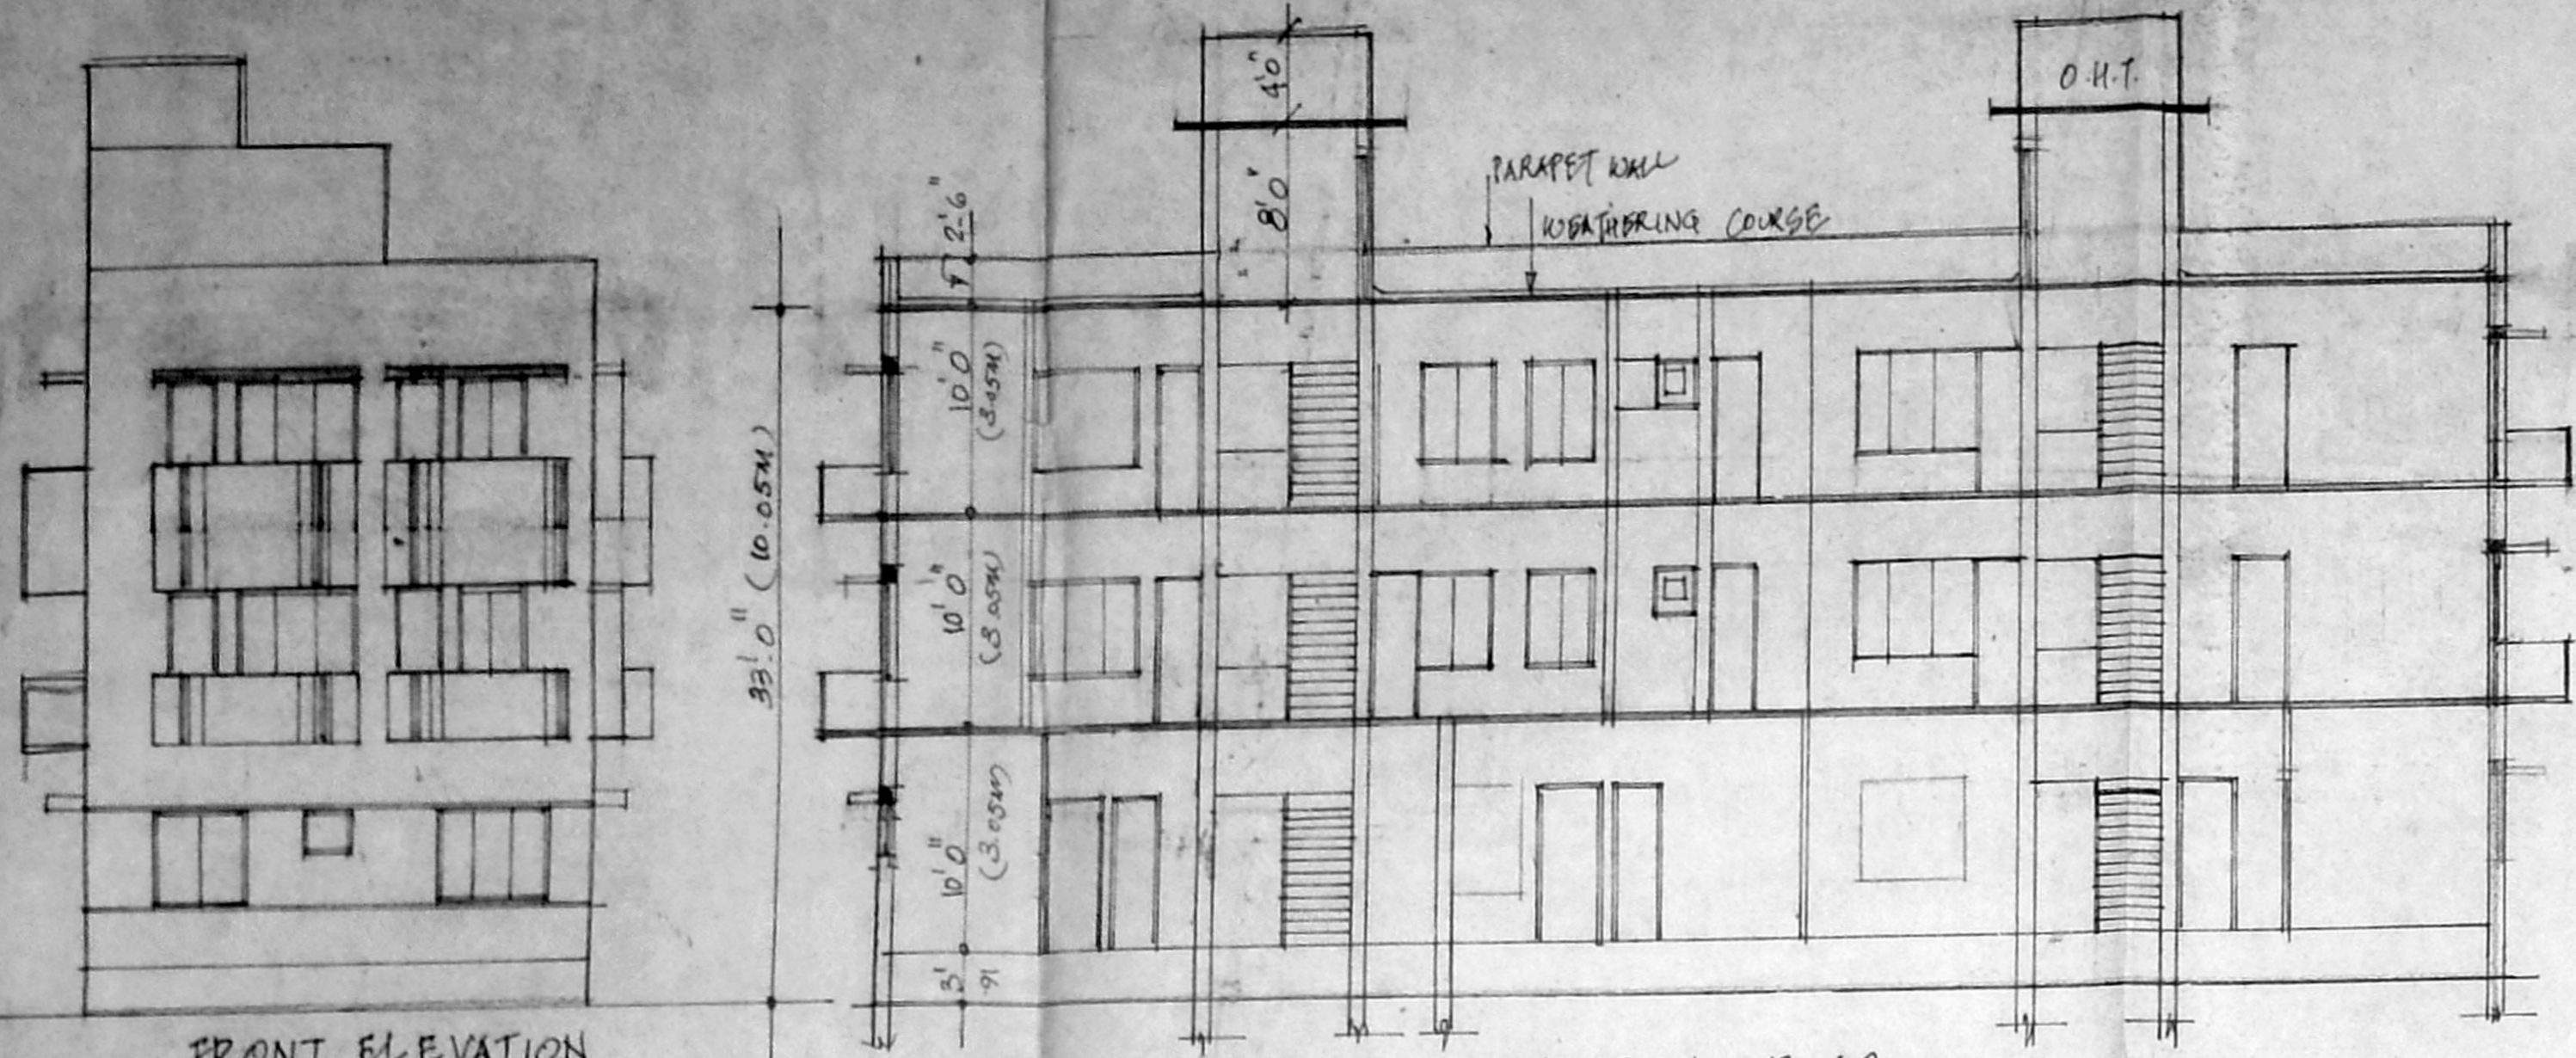 4'0"
O.H.T.
8'0"
PARAPET WALL
WEATHERING COURSE
2'-6"
33'.0" (10.05M)
10'0"
(3.05M)
10'0"
(3.05M)
10'0"
(3.05M)
3'
.91
FRONT ELEVATION